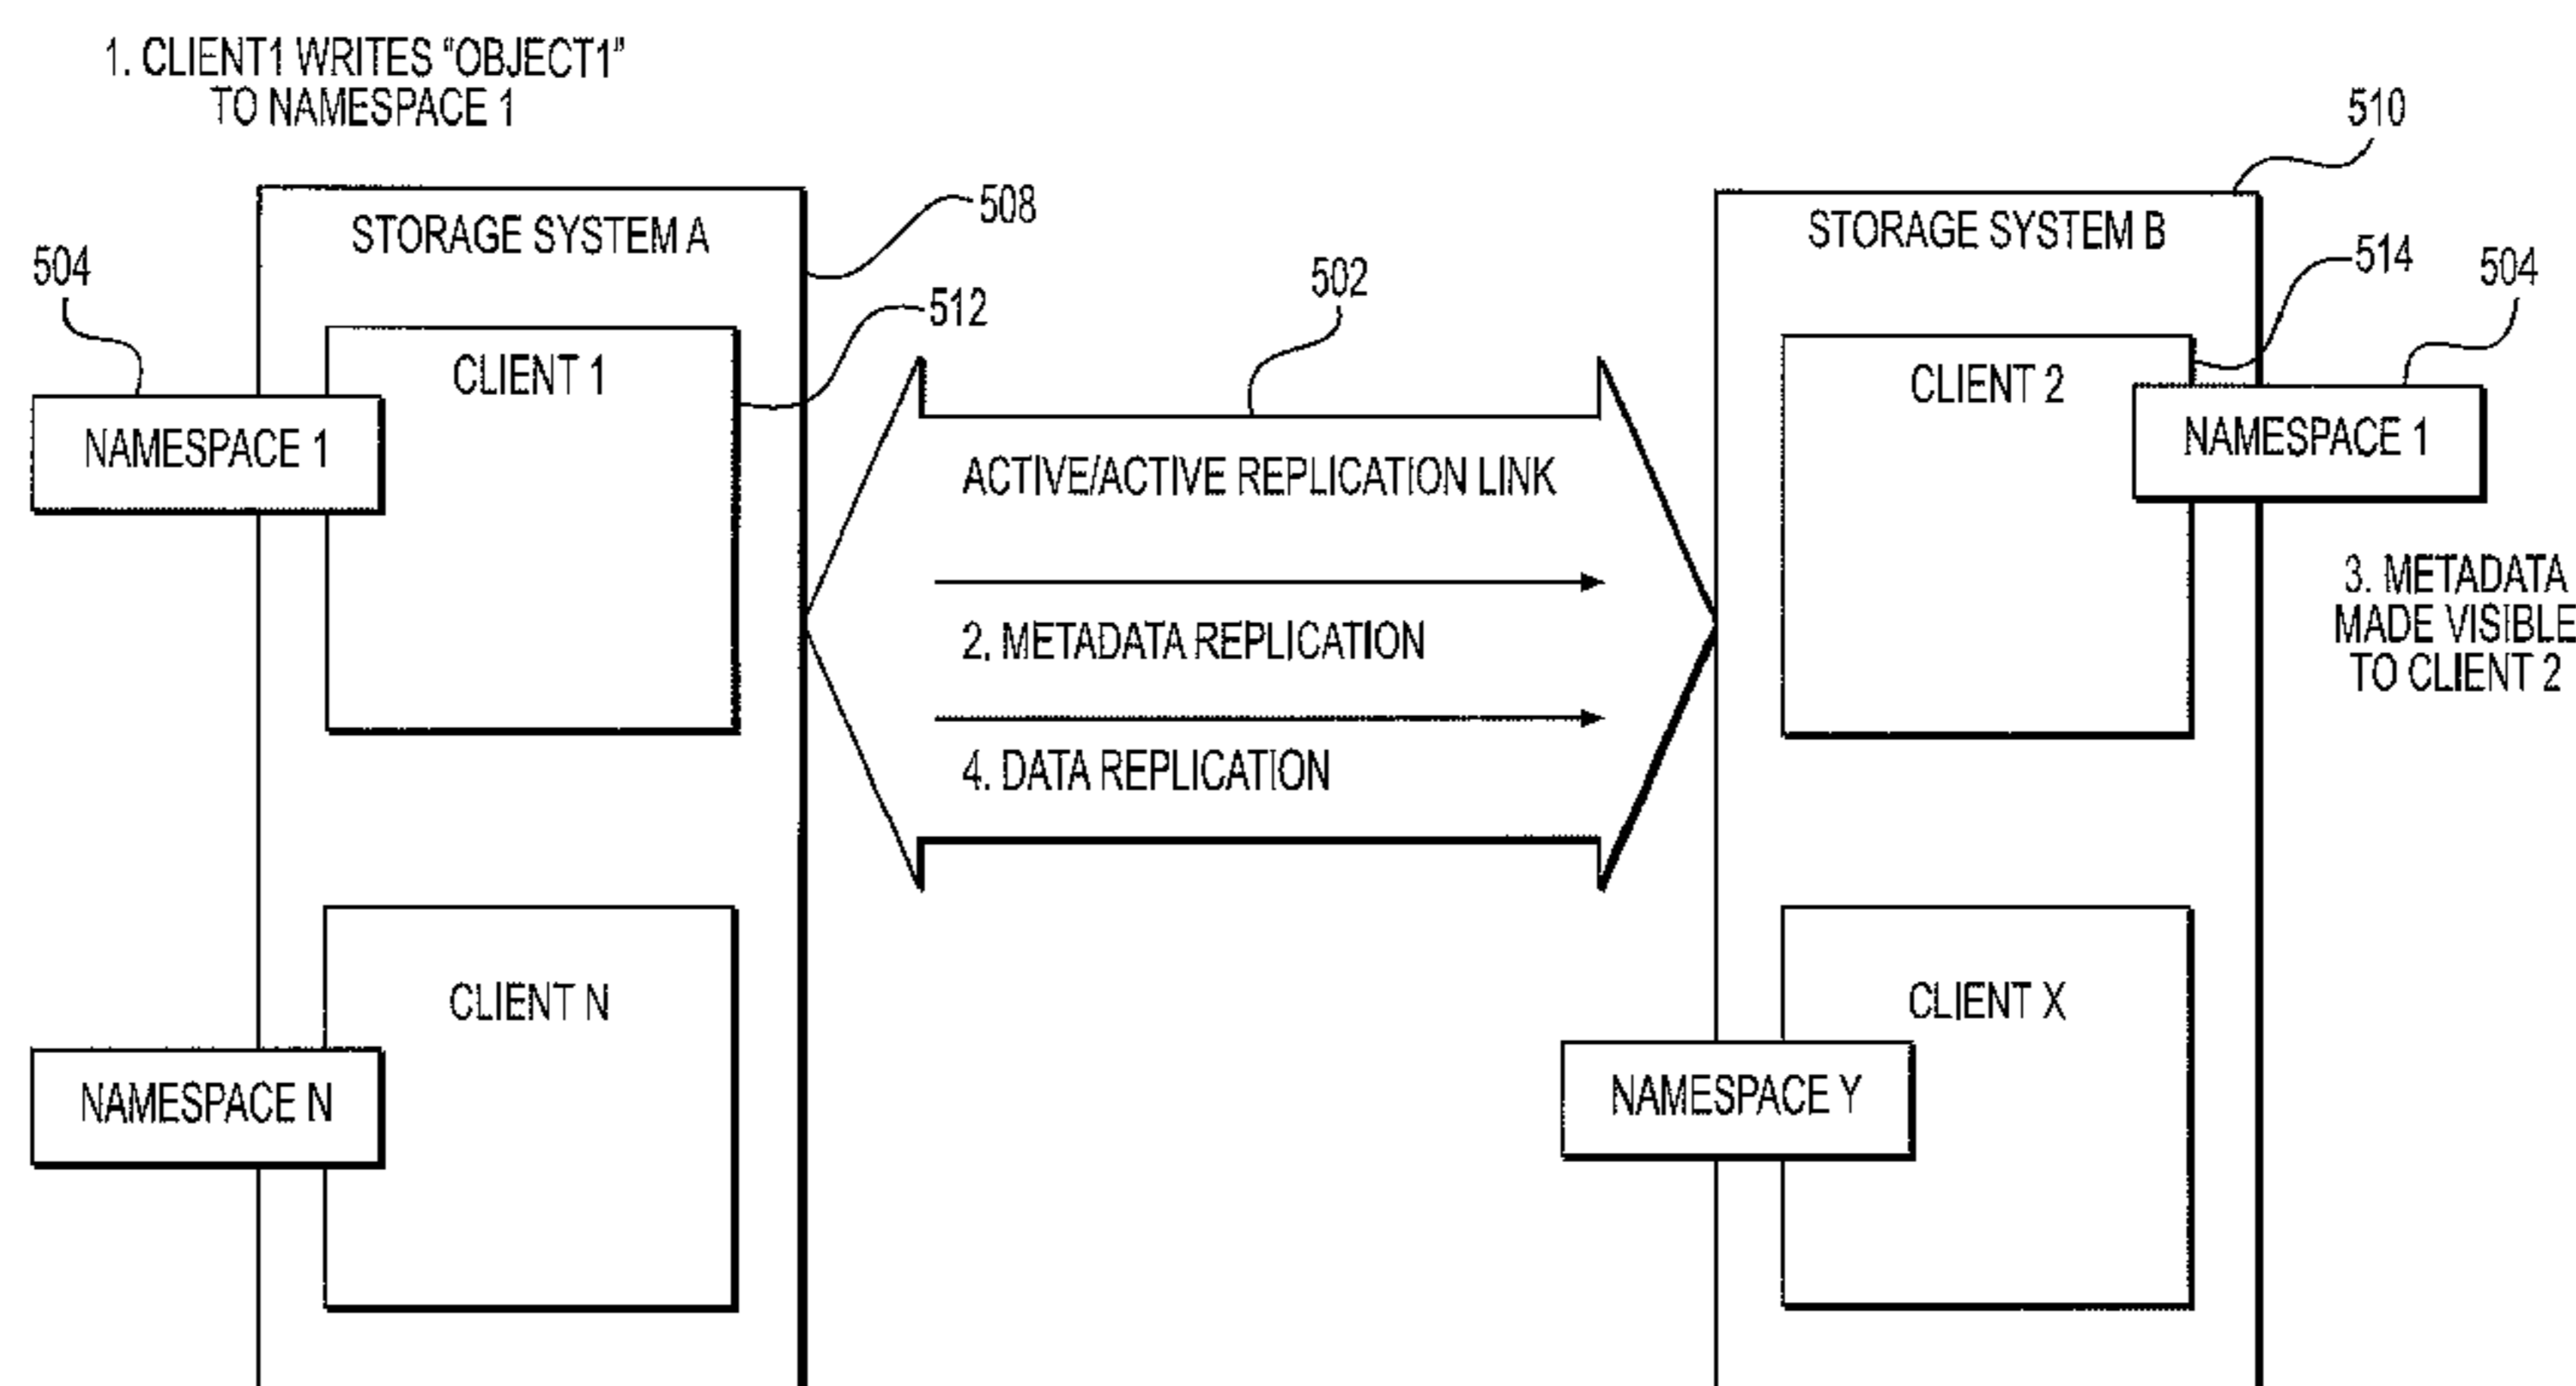 1. CLIENT1 WRITES “OBJECT1”
TO NAMESPACE 1
510
508
STORAGE SYSTEM A
STORAGE SYSTEM B
504
514
504
502
512
CLIENT 1
CLIENT 2
NAMESPACE 1
NAMESPACE 1
ACTIVE/ACTIVE REPLICATION LINK
3. METADATA
MADE VISIBLE
TO CLIENT 2
2. METADATA REPLICATION
4. DATA REPLICATION
CLIENT N
CLIENT X
NAMESPACE N
NAMESPACE Y